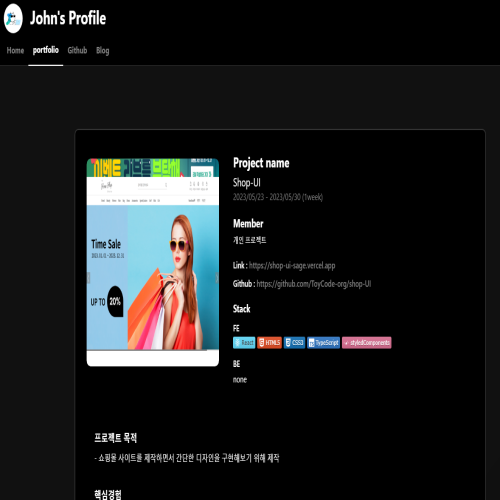 John's Profile
Home portfolio Github Blog
Time Sale
UP TO 20%
Project name
Shop-UI
2023/05/23 - 2023/05/30 (1week)
Member
개인 프로젝트
Link : https://shop-ui-sage.vercel.app
Github : https://github.com/ToyCode-org/shop-UI
Stack
FE
React HTML5 CSS3 TypeScript styledComponents
BE
none
프로젝트 목적
- 쇼핑몰 사이트를 제작하면서 간단한 디자인을 구현해보기 위해 제작
핵심경험